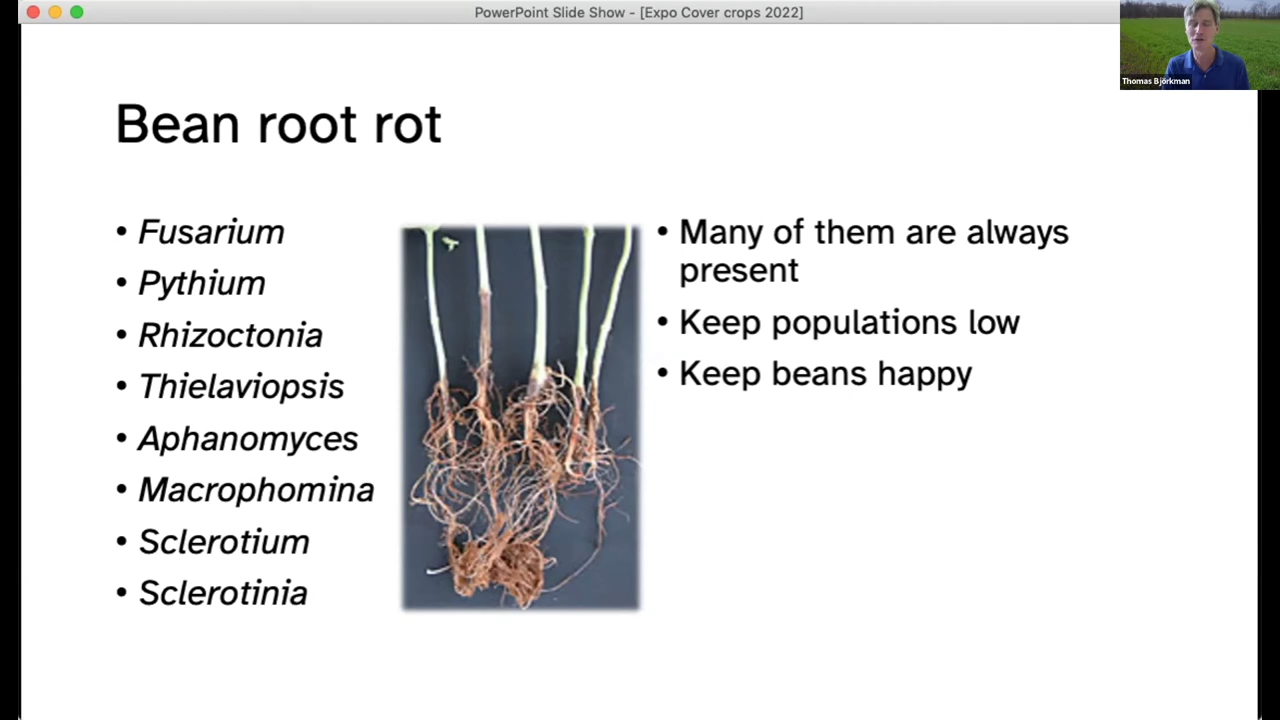 PowerPoint Slide Show - [Expo Cover crops 2022]
Thomas Björkman
Bean root rot
• Fusarium
• Pythium
• Rhizoctonia
• Thielaviopsis
• Aphanomyces
• Macrophomina
• Sclerotium
• Sclerotinia
• Many of them are always
present
• Keep populations low
• Keep beans happy